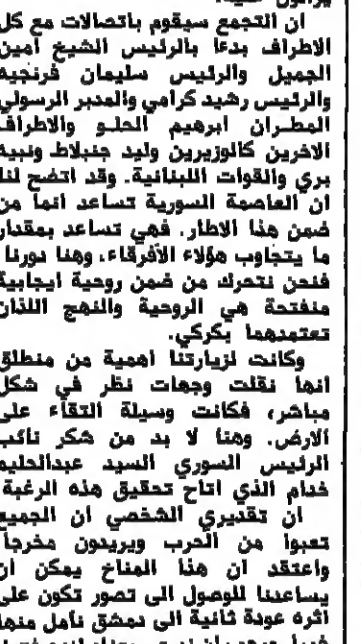 ان التجمع سيقوم باتصالات مع كل
الاطراف بدءا بالرئيس الشيخ امين
الجميل والرئيس سليمان فرنجيه
والرئيس رشيد كرامي والمدبر الرسولي
المطران ابرهيم الحلو والاطراف
الاخرين كالوزيرين وليد جنبلاط ونبيه
بري والقوات اللبنانية. وقد اتضح لنا
ان العاصمة السورية تساعد انما من
ضمن هذا الاطار. فهي تساعد بمقدار
ما يتجاوب هؤلاء الأفرقاء. وهنا دورنا
فنحن نتحرك من ضمن روحية ايجابية
منفتحة هي الروحية والنهج اللذان
تعتمدهما بكركي.
وكانت لزيارتنا اهمية من منطلق
انها نقلت وجهات نظر في شكل
مباشر، فكانت وسيلة التقاء على
الارض. وهنا لا بد من شكر نائب
الرئيس السوري السيد عبدالحليم
خدام الذي اتاح تحقيق هذه الرغبة
ان تقديري الشخصي ان الجميع
تعبوا من الحرب ويريدون مخرجاً
واعتقد ان هذا المناخ يمكن ان
يساعدنا للوصول الى تصور تكون على
اثره عودة ثانية الى دمشق نأمل منها